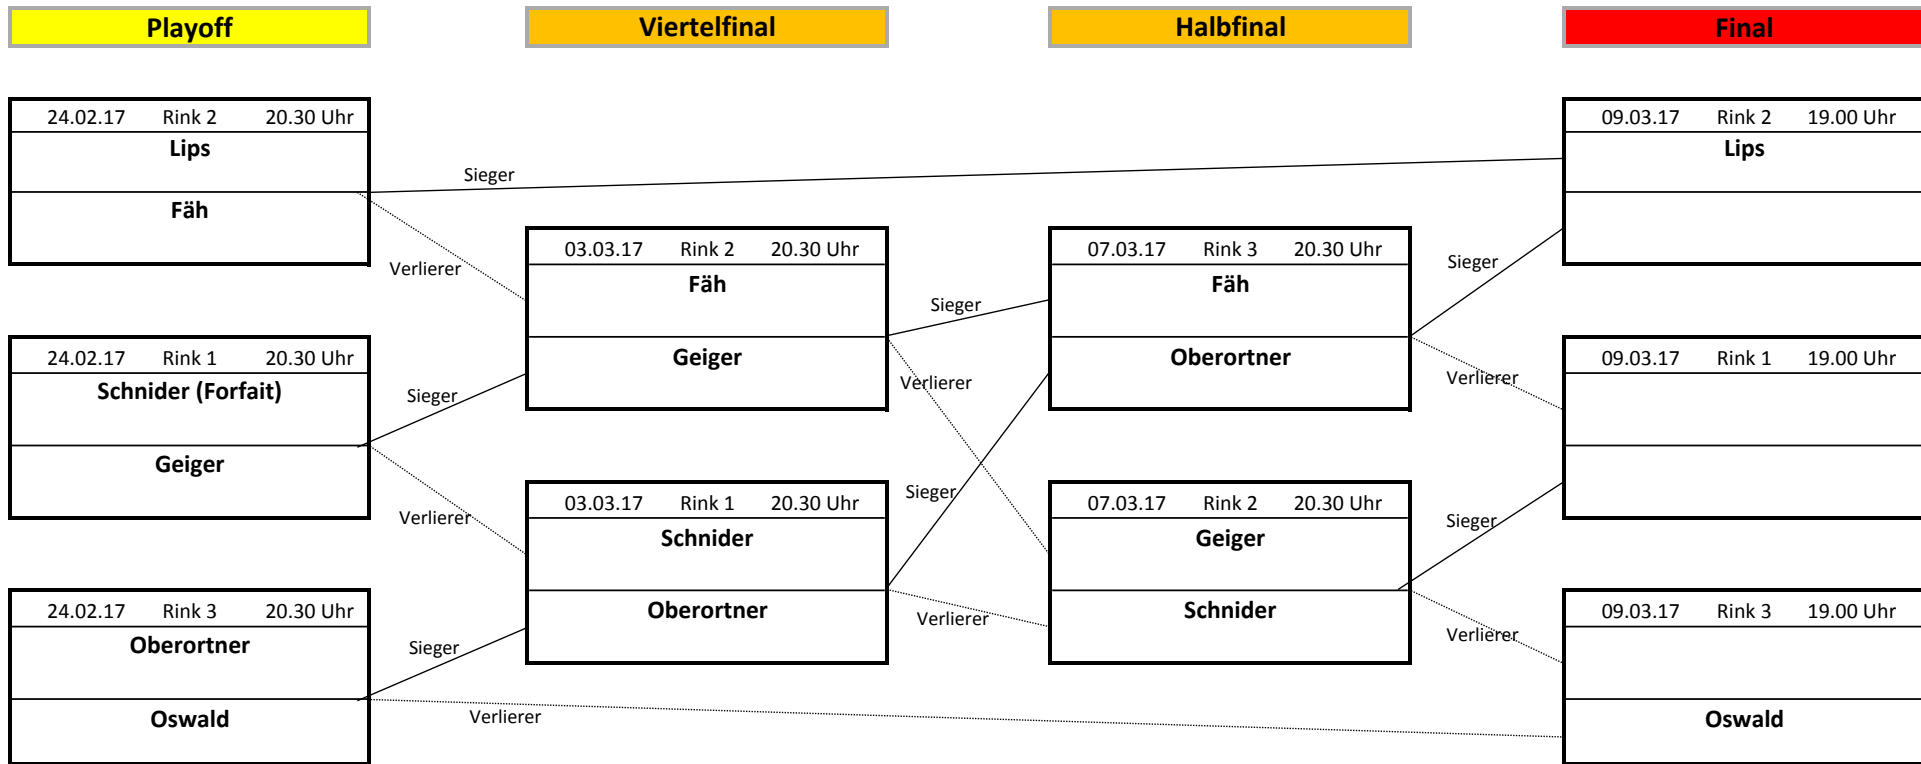 Playoff
Viertelfinal
Halbfinal
Final
24.02.17 Rink 2 20.30 Uhr
Lips
Fäh
24.02.17 Rink 1 20.30 Uhr
Schnider (Forfait)
Geiger
24.02.17 Rink 3 20.30 Uhr
Oberortner
Oswald
Sieger
Verlierer
Sieger
Verlierer
Sieger
Verlierer
03.03.17 Rink 2 20.30 Uhr
Fäh
Geiger
03.03.17 Rink 1 20.30 Uhr
Schnider
Oberortner
Sieger
Verlierer
Sieger
Verlierer
07.03.17 Rink 3 20.30 Uhr
Fäh
Oberortner
07.03.17 Rink 2 20.30 Uhr
Geiger
Schnider
Sieger
Verlierer
Sieger
Verlierer
09.03.17 Rink 2 19.00 Uhr
Lips
09.03.17 Rink 1 19.00 Uhr
09.03.17 Rink 3 19.00 Uhr
Oswald